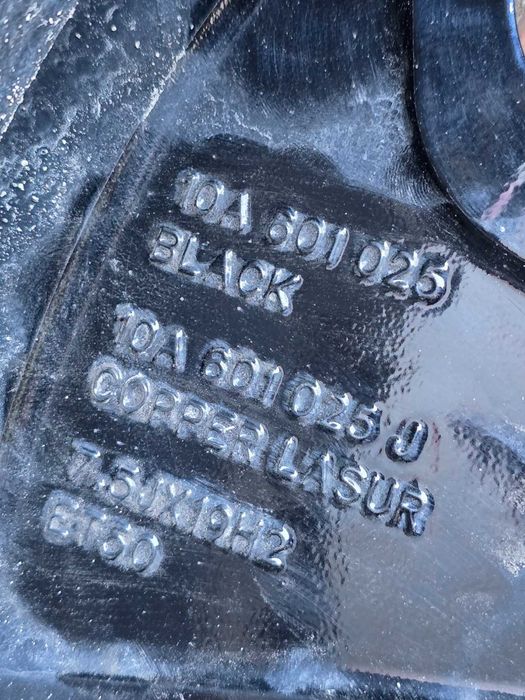 10A 601 025
BLACK
10A 601 025 J
COPPER LASUR
7.5JX19H2
ET50